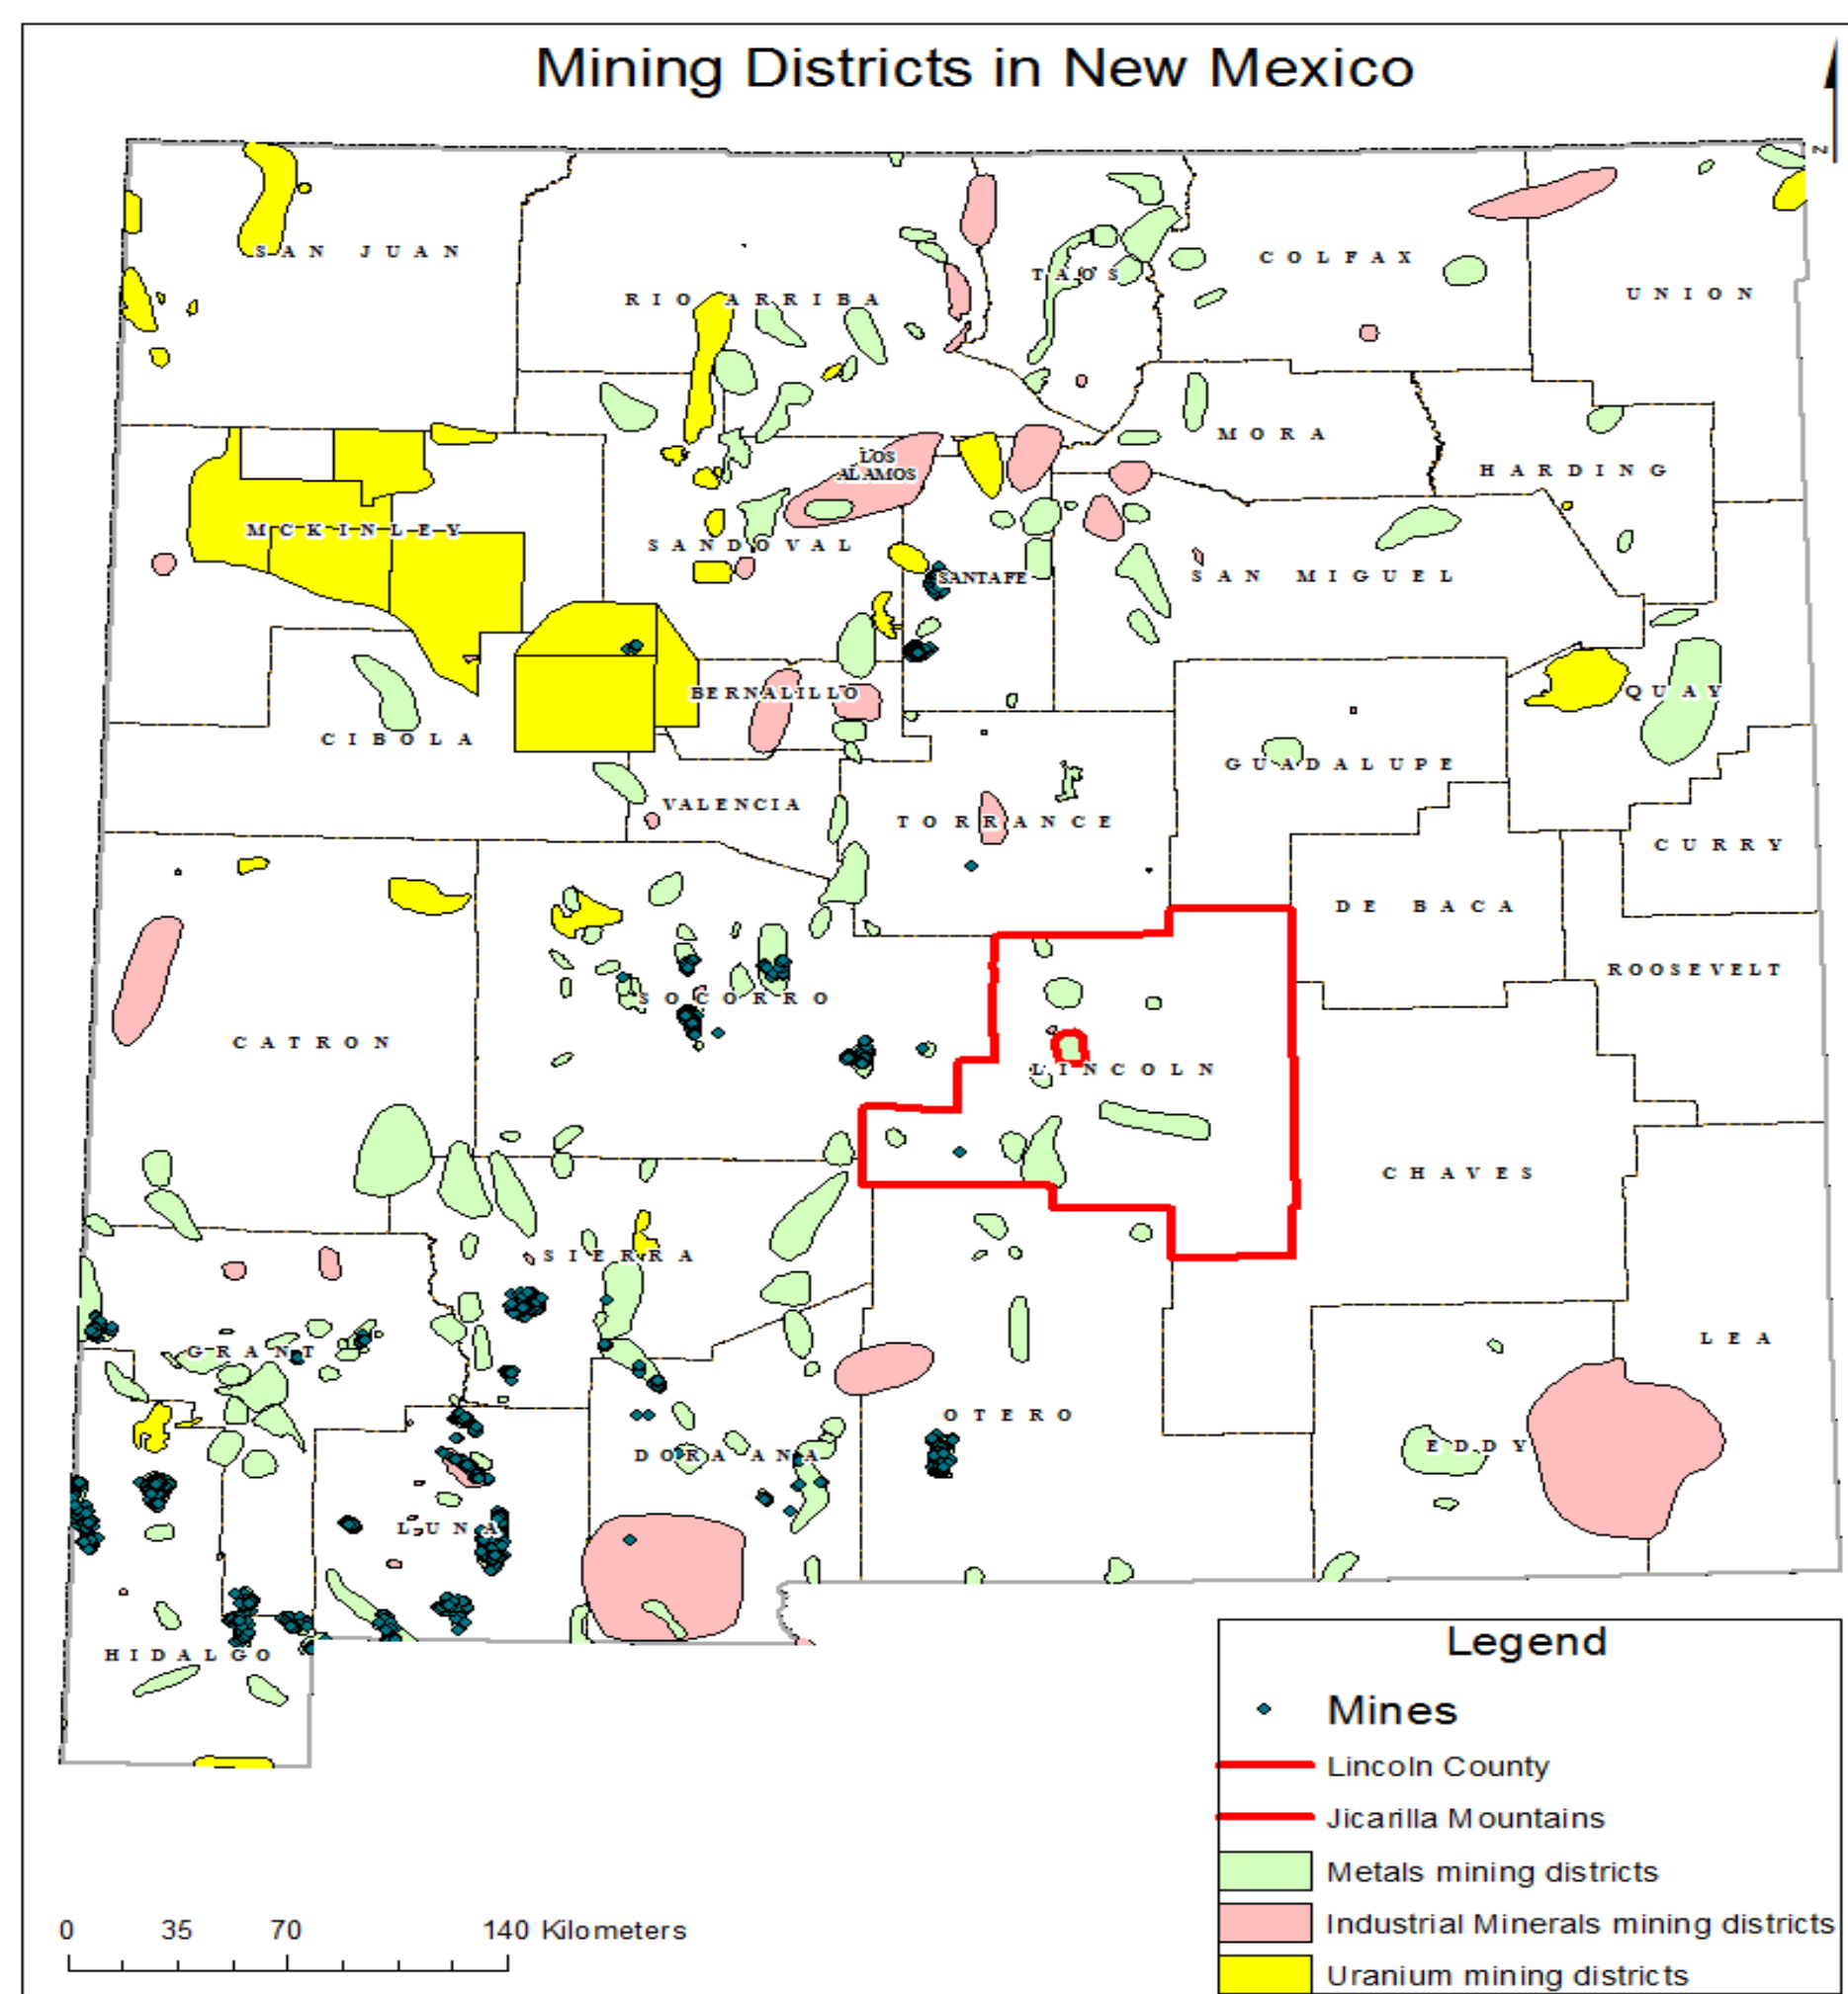 Mining Districts in New Mexico
N
SAN JUAN
RIO ARRIBA
TAOS
COLFAX
UNION
MORA
HARDING
LOS
ALAMOS
MCKINLEY
SANDOVAL
SANTAFE
SAN MIGUEL
BERNALILLO
QUAY
CIBOLA
GUADALUPE
VALENCIA
TORRANCE
CURRY
DE BACA
ROOSEVELT
SOCORRO
CATRON
LINCOLN
CHAVES
SIERRA
LEA
GRANT
OTERO
EDDY
DORA ANA
LUNA
HIDALGO
Legend
Mines
Lincoln County
Jicarilla Mountains
Metals mining districts
Industrial Minerals mining districts
Uranium mining districts
0 35 70 140 Kilometers